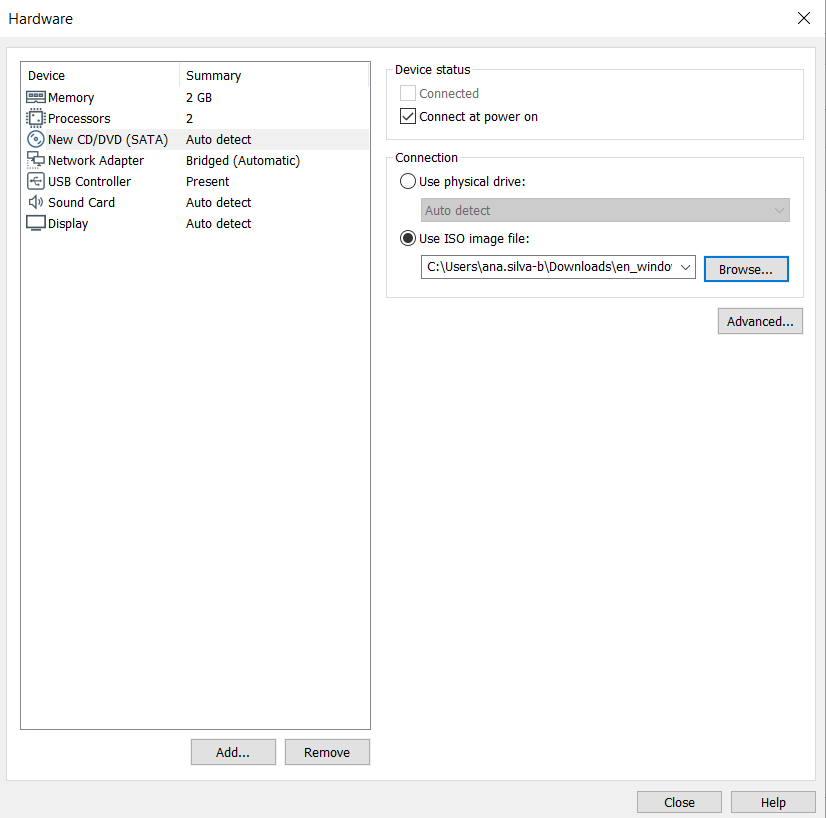 Hardware
Device Summary
Memory 2 GB
Processors 2
New CD/DVD (SATA) Auto detect
Network Adapter Bridged (Automatic)
USB Controller Present
Sound Card Auto detect
Display Auto detect
Add... Remove
Device status
Connected
Connect at power on
Connection
Use physical drive:
Auto detect
Use ISO image file:
C:\Users\ana.silva-b\Downloads\en_windo Browse...
Advanced...
Close Help